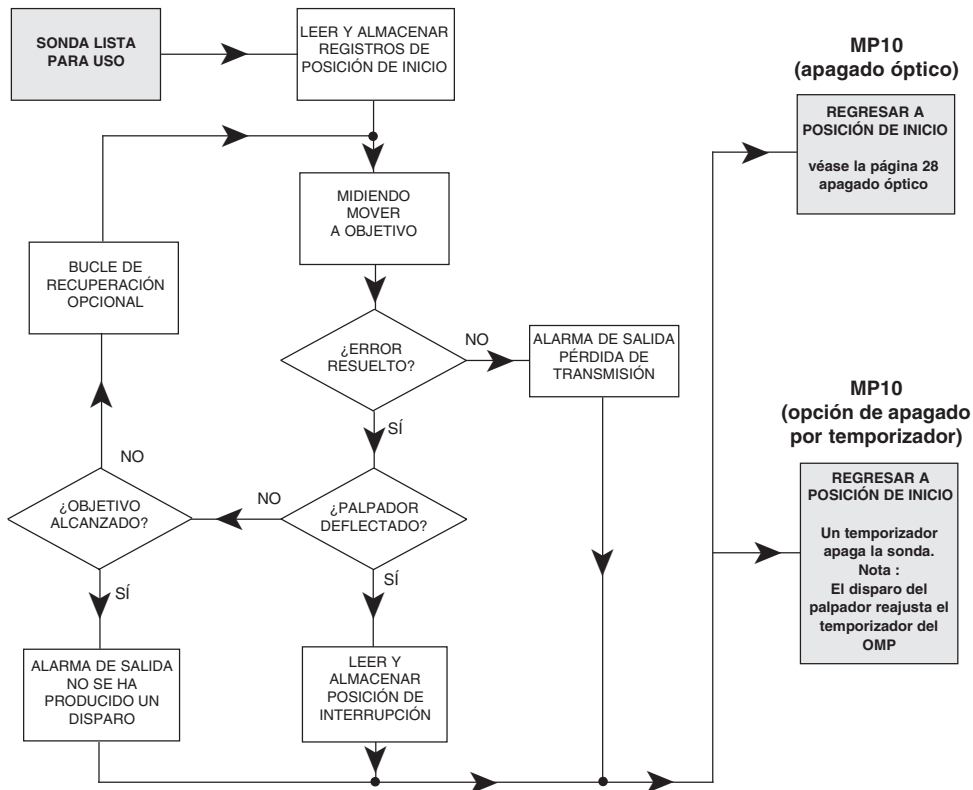 SONDA LISTA
PARA USO
LEER Y ALMACENAR
REGISTROS DE
POSICIÓN DE INICIO
MP10
(apagado óptico)
REGRESAR A
POSICIÓN DE INICIO
véase la página 28
apagado óptico
MIDIENDO
MOVER
A OBJETIVO
BUCLE DE
RECUPERACIÓN
OPCIONAL
¿ERROR
RESUELTO?
NO
ALARMA DE SALIDA
PÉRDIDA DE
TRANSMISIÓN
SÍ
MP10
(opción de apagado
por temporizador)
REGRESAR A
POSICIÓN DE INICIO
Un temporizador
apaga la sonda.
Nota :
El disparo del
palpador reajusta el
temporizador del
OMP
NO
¿OBJETIVO
ALCANZADO?
NO
¿PALPADOR
DEFLECTADO?
SÍ
SÍ
ALARMA DE SALIDA
NO SE HA
PRODUCIDO UN
DISPARO
LEER Y
ALMACENAR
POSICIÓN DE
INTERRUPCIÓN